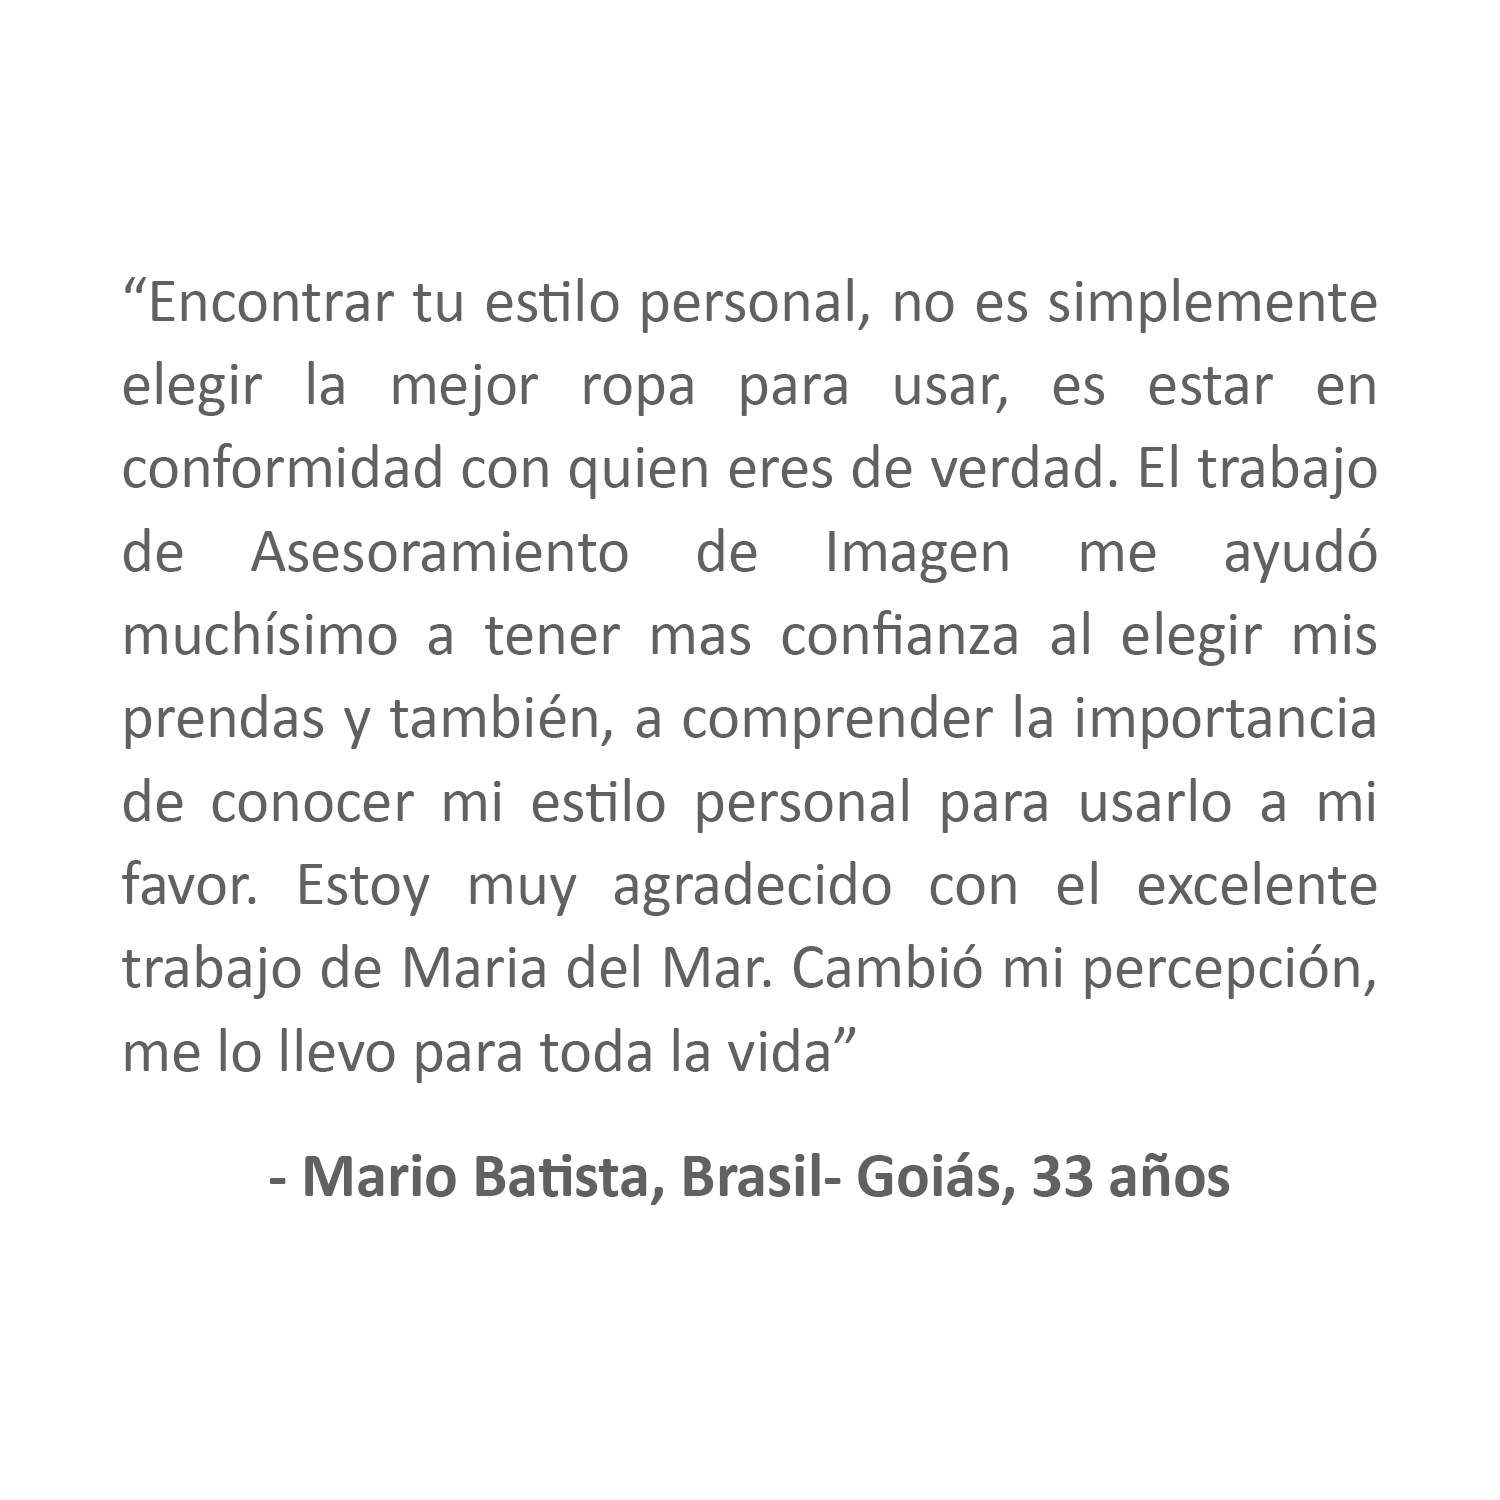 “Encontrar tu estilo personal, no es simplemente
elegir la mejor ropa para usar, es estar en
conformidad con quien eres de verdad. El trabajo
de Asesoramiento de Imagen me ayudó
muchísimo a tener mas confianza al elegir mis
prendas y también, a comprender la importancia
de conocer mi estilo personal para usarlo a mi
favor. Estoy muy agradecido con el excelente
trabajo de Maria del Mar. Cambió mi percepción,
me lo llevo para toda la vida”
- Mario Batista, Brasil- Goiás, 33 años